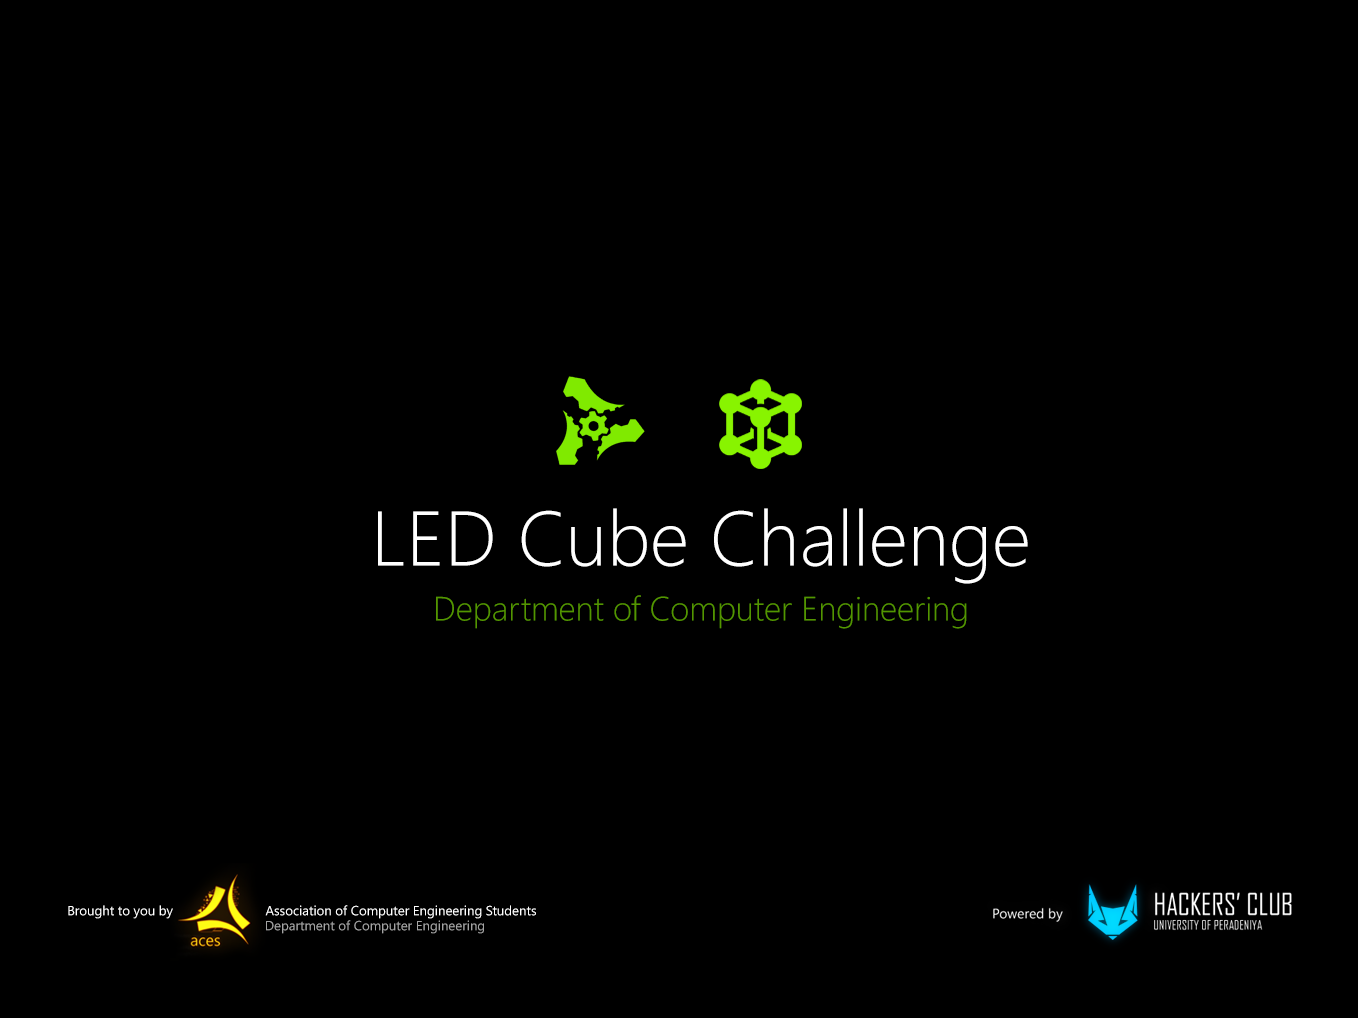 LED Cube Challenge
Department of Computer Engineering
Brought to you by
aces
Association of Computer Engineering Students
Department of Computer Engineering
Powered by
HACKERS' CLUB
UNIVERSITY OF PERADENIYA